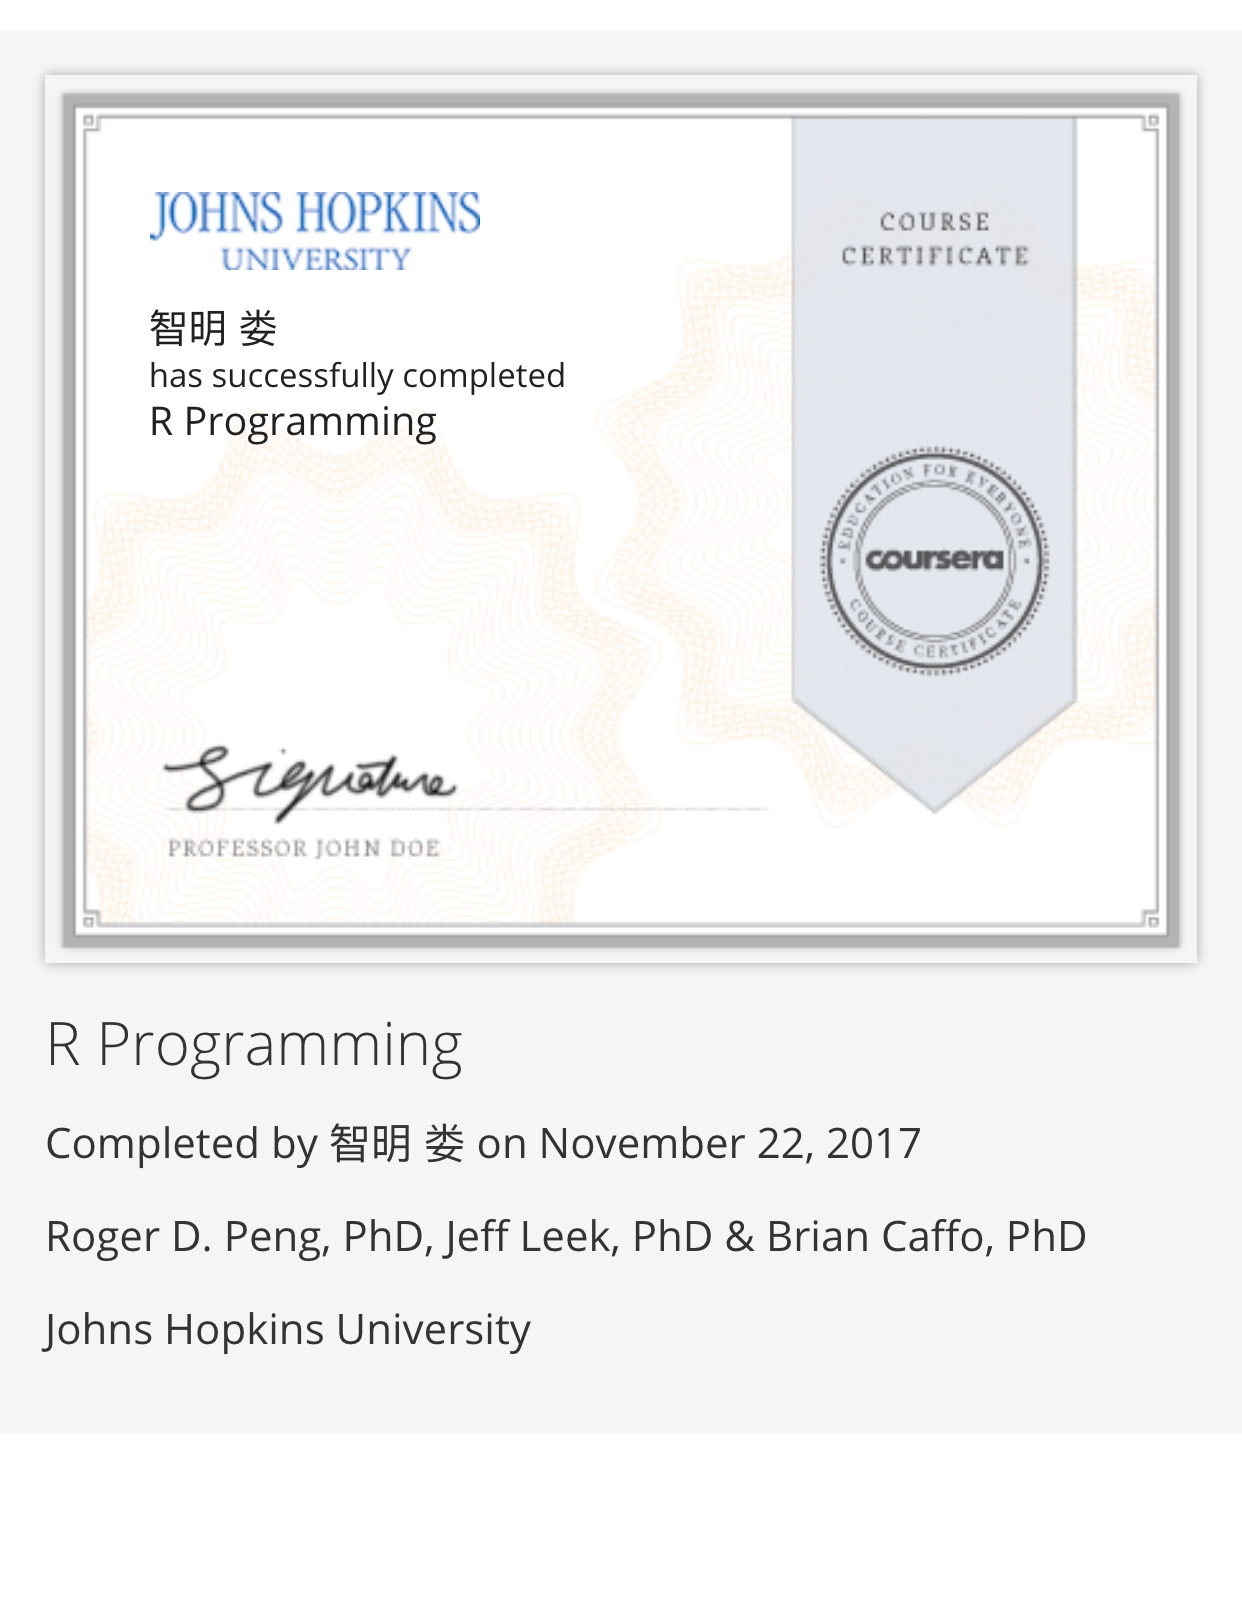 JOHNS HOPKINS
UNIVERSITY
智明 娄
has successfully completed
R Programming
COURSE
CERTIFICATE
EDUCATION FOR EVERYONE
coursera
COURSE CERTIFICATE
Signature
PROFESSOR JOHN DOE
R Programming
Completed by 智明 娄 on November 22, 2017
Roger D. Peng, PhD, Jeff Leek, PhD & Brian Caffo, PhD
Johns Hopkins University